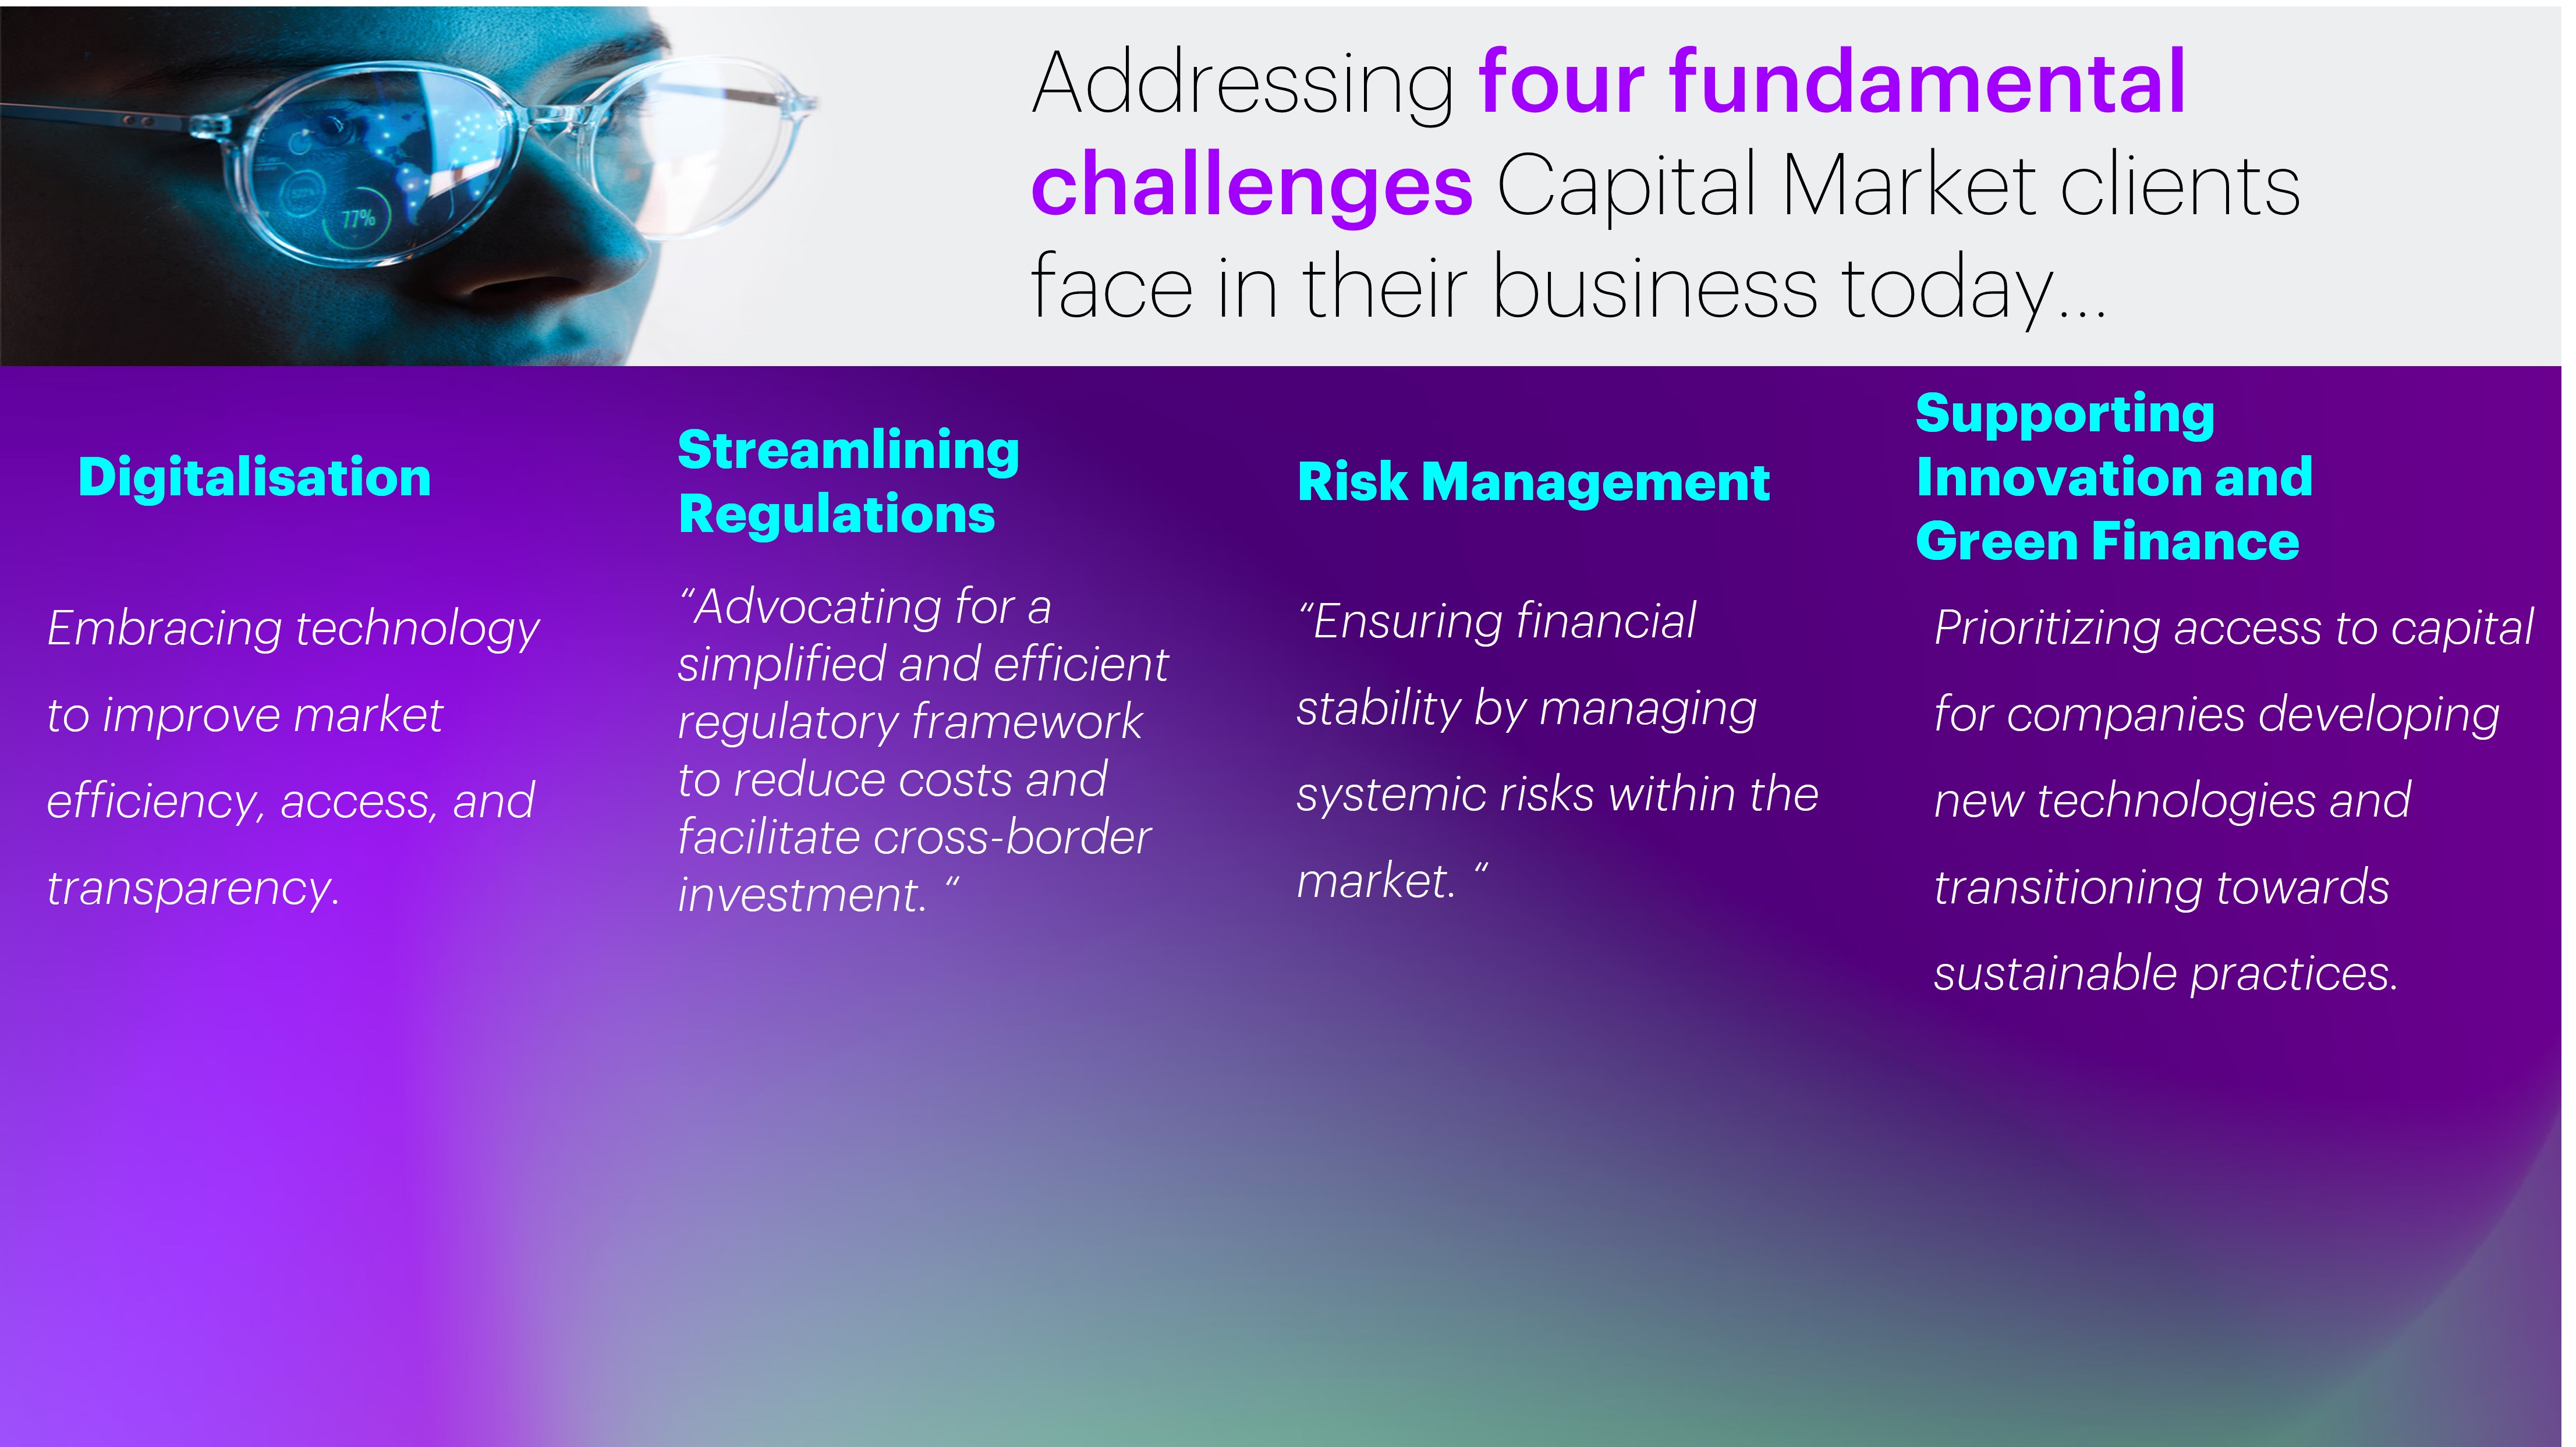 Addressing four fundamental
challenges Capital Market clients
face in their business today...
77%
Digitalisation
Embracing technology
to improve market
efficiency, access, and
transparency.
Streamlining
Regulations
“Advocating for a
simplified and efficient
regulatory framework
to reduce costs and
facilitate cross-border
investment. “
Risk Management
“Ensuring financial
stability by managing
systemic risks within the
market. “
Supporting
Innovation and
Green Finance
Prioritizing access to capital
for companies developing
new technologies and
transitioning towards
sustainable practices.